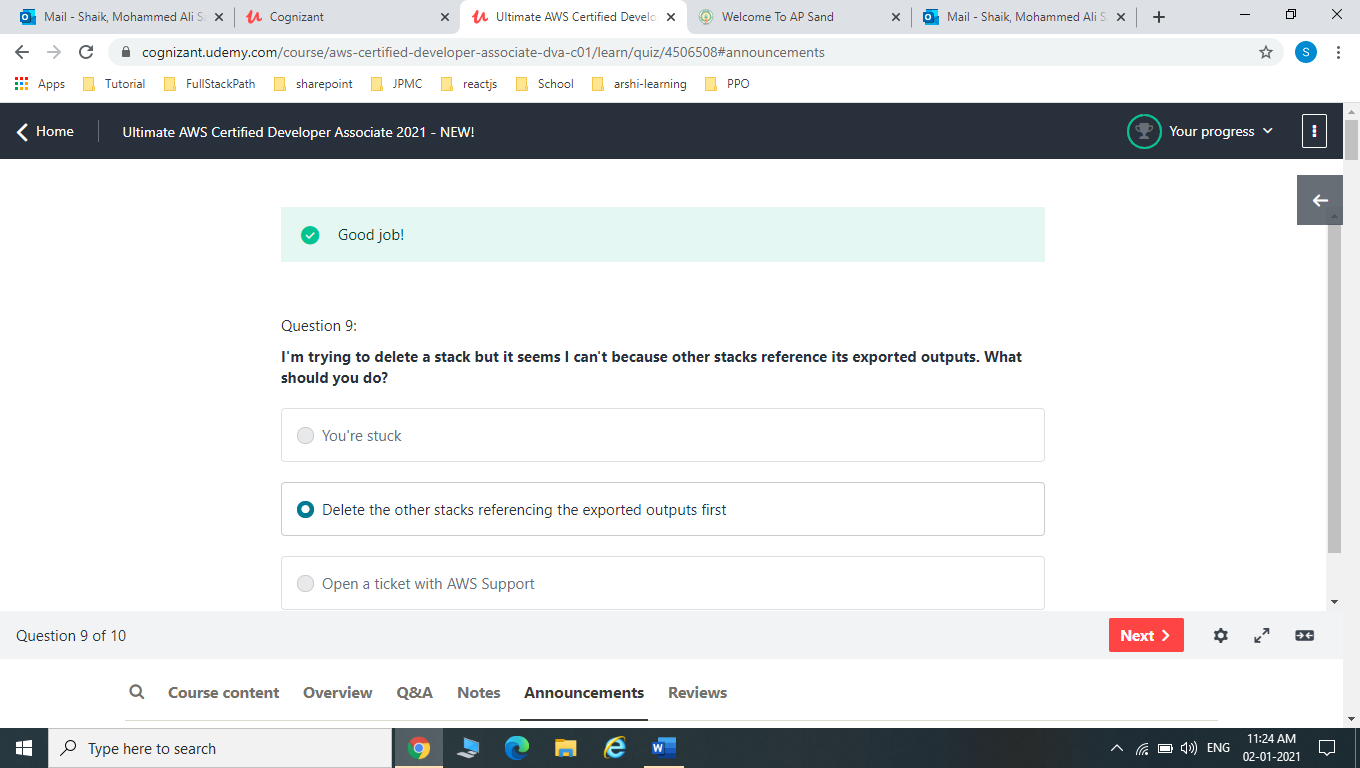 Mail - Shaik, Mohammed Ali S
Cognizant
Ultimate AWS Certified Develo
Welcome To AP Sand
Mail - Shaik, Mohammed Ali S
cognizant.udemy.com/course/aws-certified-developer-associate-dva-c01/learn/quiz/4506508#announcements
S
Apps
Tutorial
FullStackPath
sharepoint
JPMC
reactjs
School
arshi-learning
PPO
Home
Ultimate AWS Certified Developer Associate 2021 - NEW!
Your progress
Good job!
Question 9:
I'm trying to delete a stack but it seems I can't because other stacks reference its exported outputs. What
should you do?
You're stuck
Delete the other stacks referencing the exported outputs first
Open a ticket with AWS Support
Question 9 of 10
Next
Course content
Overview
Q&A
Notes
Announcements
Reviews
Type here to search
ENG
11:24 AM
02-01-2021